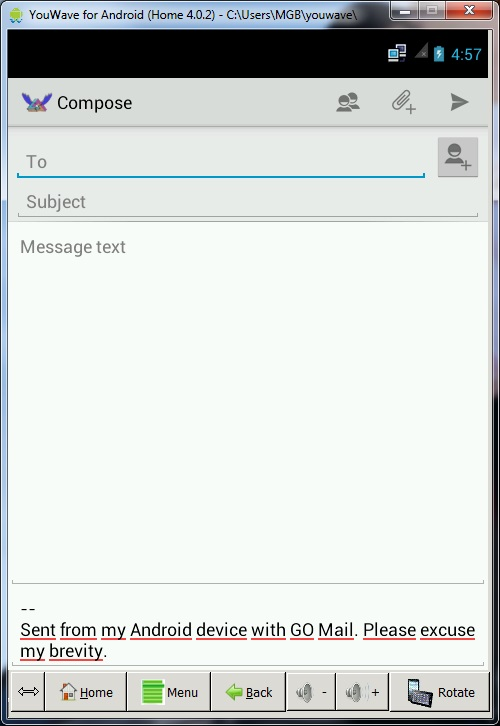 YouWave for Android (Home 4.0.2) - C:\Users\MGB\youwave\
4:57
Compose
To
Subject
Message text
--
Sent from my Android device with GO Mail. Please excuse
my brevity.
Home Menu Back - + Rotate